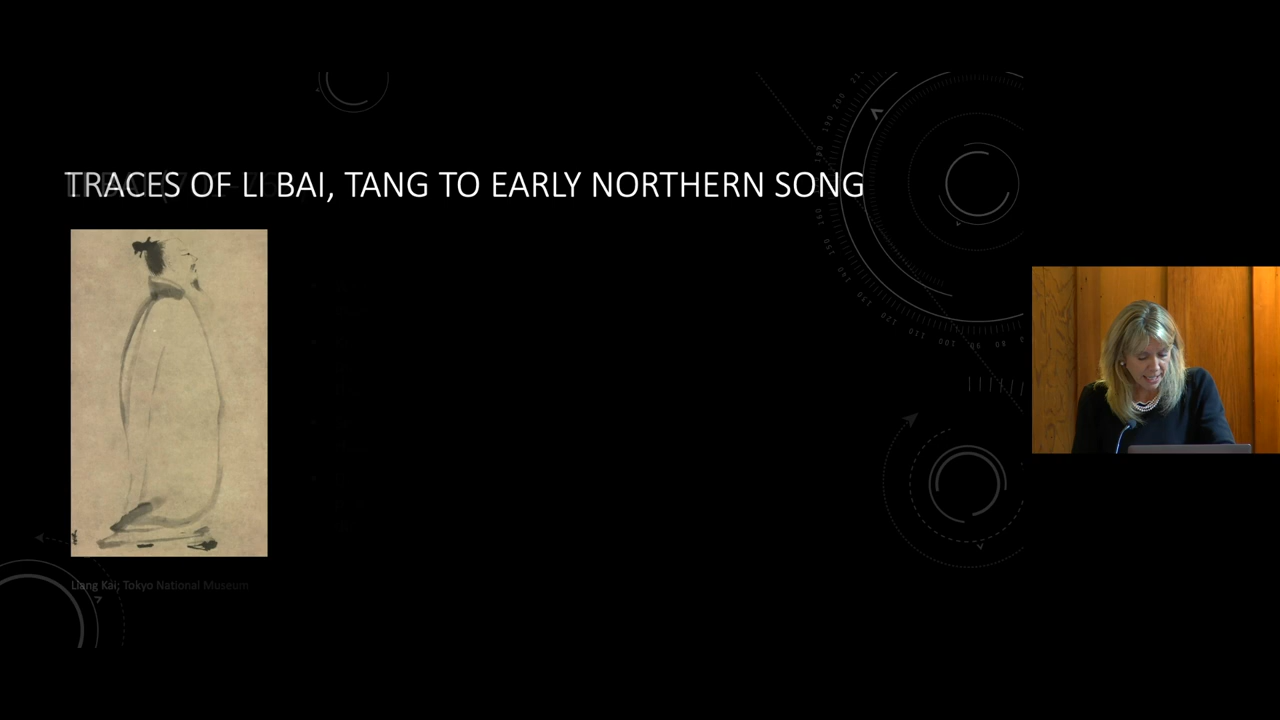 TRACES OF LI BAI, TANG TO EARLY NORTHERN SONG
Liang Kai; Tokyo National Museum